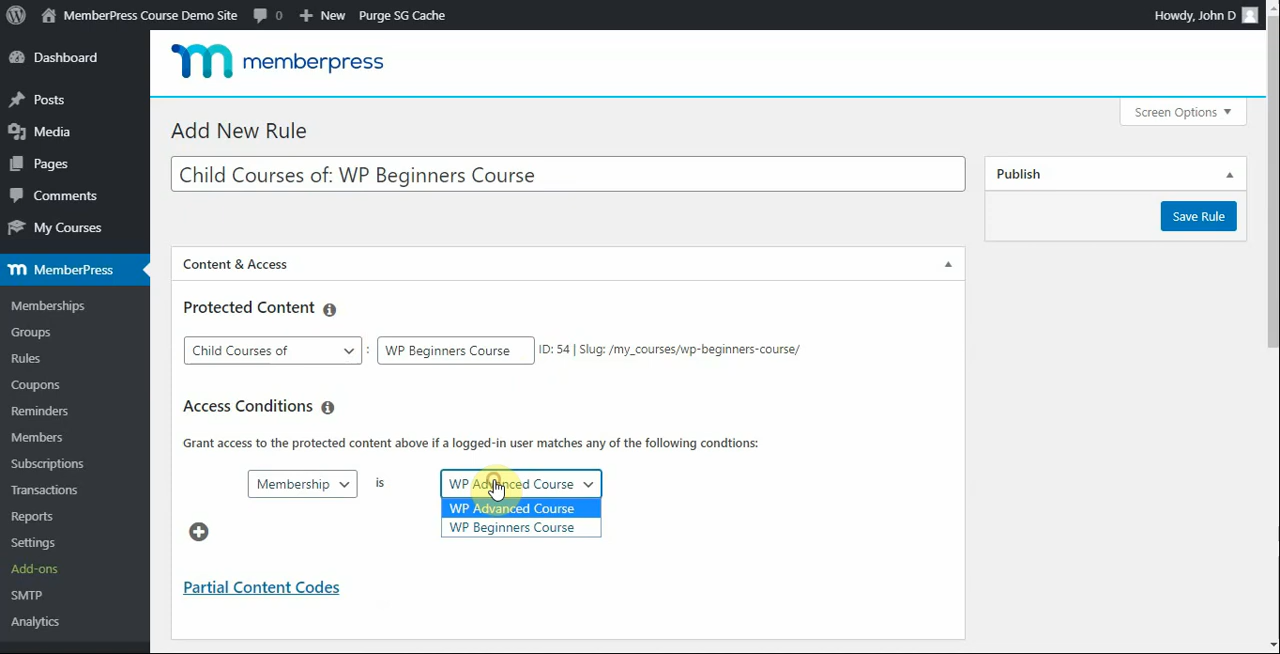 MemberPress Course Demo Site 0 New Purge SG Cache Howdy, John D
Dashboard
Posts
Media
Pages
Comments
My Courses
MemberPress
Memberships
Groups
Rules
Coupons
Reminders
Members
Subscriptions
Transactions
Reports
Settings
Add-ons
SMTP
Analytics
memberpress
Screen Options
Add New Rule
Child Courses of: WP Beginners Course
Publish
Save Rule
Content & Access
Protected Content
Child Courses of : WP Beginners Course ID: 54 | Slug: /my_courses/wp-beginners-course/
Access Conditions
Grant access to the protected content above if a logged-in user matches any of the following condtions:
Membership is WP Advanced Course
WP Advanced Course
WP Beginners Course
Partial Content Codes